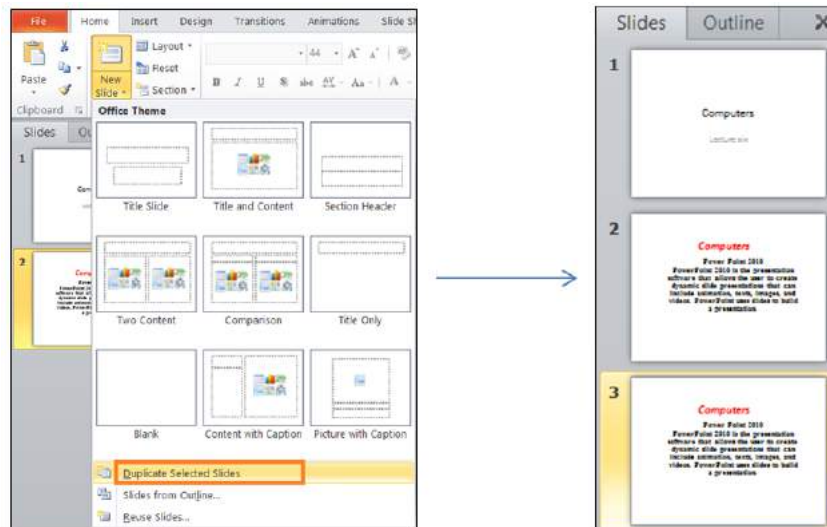 File Home Insert Design Transitions Animations Slide S
Layout
Reset
Section
Paste
New
Slide
44
B I U S abc AV Aa A
Clipboard
Office Theme
Slides
1
Title Slide Title and Content Section Header
2
Two Content Comparison Title Only
Blank Content with Caption Picture with Caption
Duplicate Selected Slides
Slides from Outline...
Reuse Slides...
Slides Outline X
1
Computers
Lecture six
2
Computers
Power Point 2010
PowerPoint 2010 is the presentation
software that allows the user to create
dynamic slide presentations that can
include animation, texts, images, and
videos. PowerPoint uses slides to build
a presentation
3
Computers
Power Point 2010
PowerPoint 2010 is the presentation
software that allows the user to create
dynamic slide presentations that can
include animation, texts, images, and
videos. PowerPoint uses slides to build
a presentation